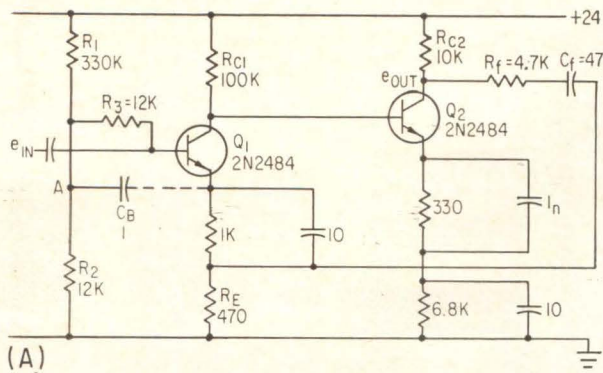 +24
R1
330K
RC1
100K
RC2
10K
Rf=4.7K
Cf=47
R3=12K
eOUT
eIN
Q1
2N2484
Q2
2N2484
A
CB
1
1K
10
330
In
R2
12K
RE
470
6.8K
10
(A)